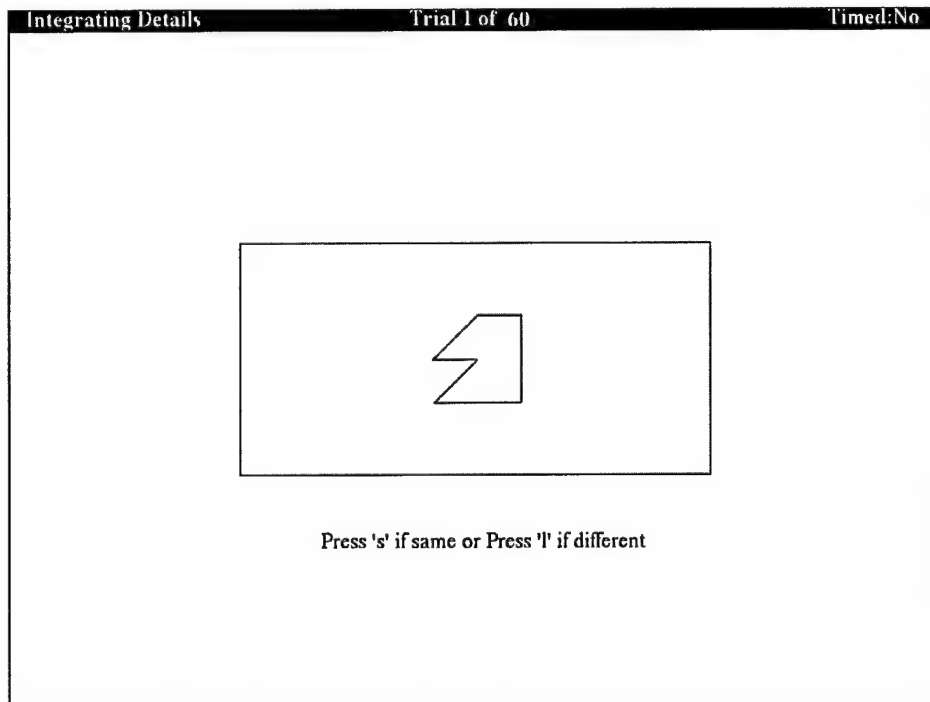 Integrating Details Trial 1 of 60 Timed:No
Press 's' if same or Press 'l' if different